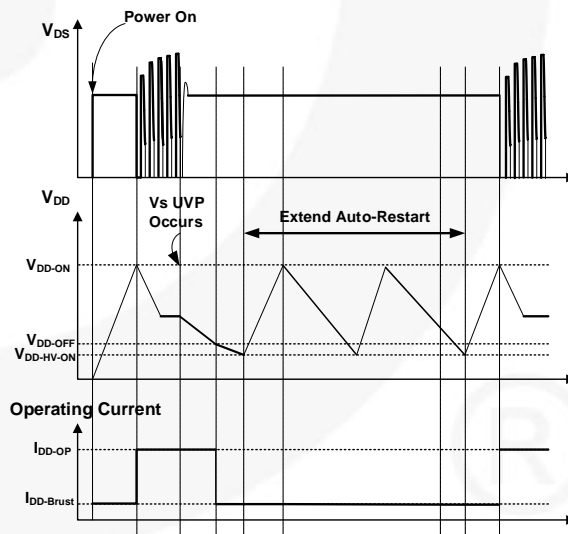 Power On
VDS
VDD
Vs UVP
Occurs
Extend Auto-Restart
VDD-ON
VDD-OFF
VDD-HV-ON
Operating Current
IDD-OP
IDD-Brust
®